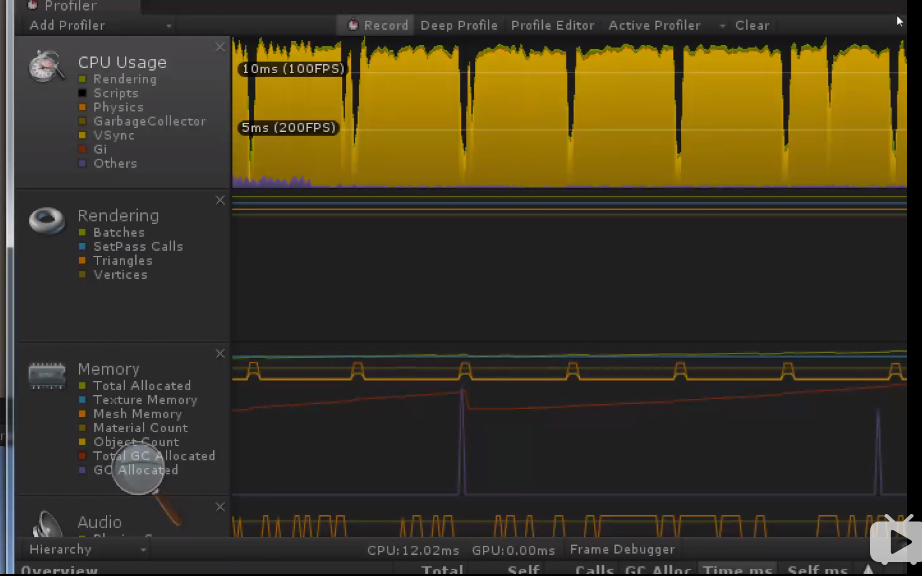 Profiler
Add Profiler
Record Deep Profile Profile Editor Active Profiler Clear
CPU Usage
Rendering
Scripts
Physics
GarbageCollector
VSync
Gi
Others
10ms (100FPS)
5ms (200FPS)
Rendering
Batches
SetPass Calls
Triangles
Vertices
Memory
Total Allocated
Texture Memory
Mesh Memory
Material Count
Object Count
Total GC Allocated
GC Allocated
Audio
Hierarchy
CPU:12.02ms GPU:0.00ms Frame Debugger
Overview Total Self Calls GC Alloc Time ms Self ms